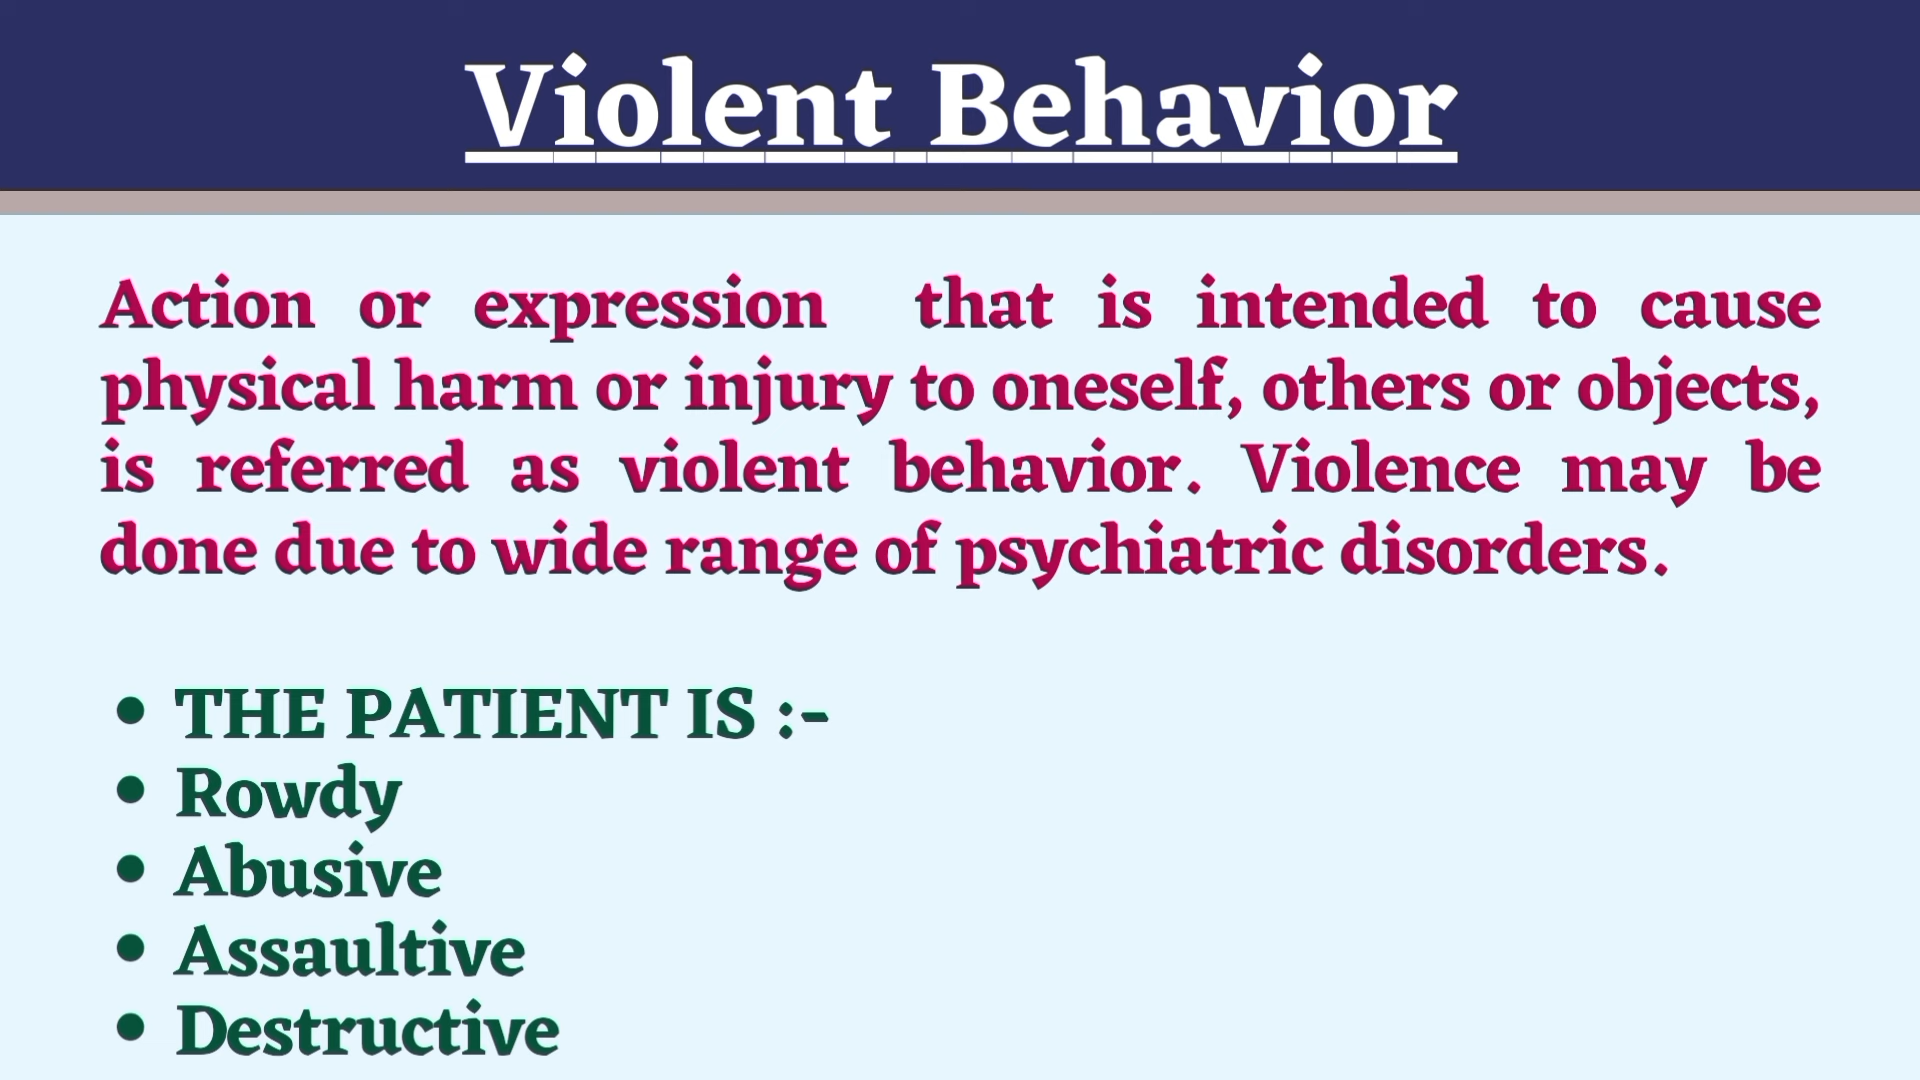 Violent Behavior
Action or expression that is intended to cause
physical harm or injury to oneself, others or objects,
is referred as violent behavior. Violence may be
done due to wide range of psychiatric disorders.
• THE PATIENT IS :-
• Rowdy
• Abusive
• Assaultive
• Destructive